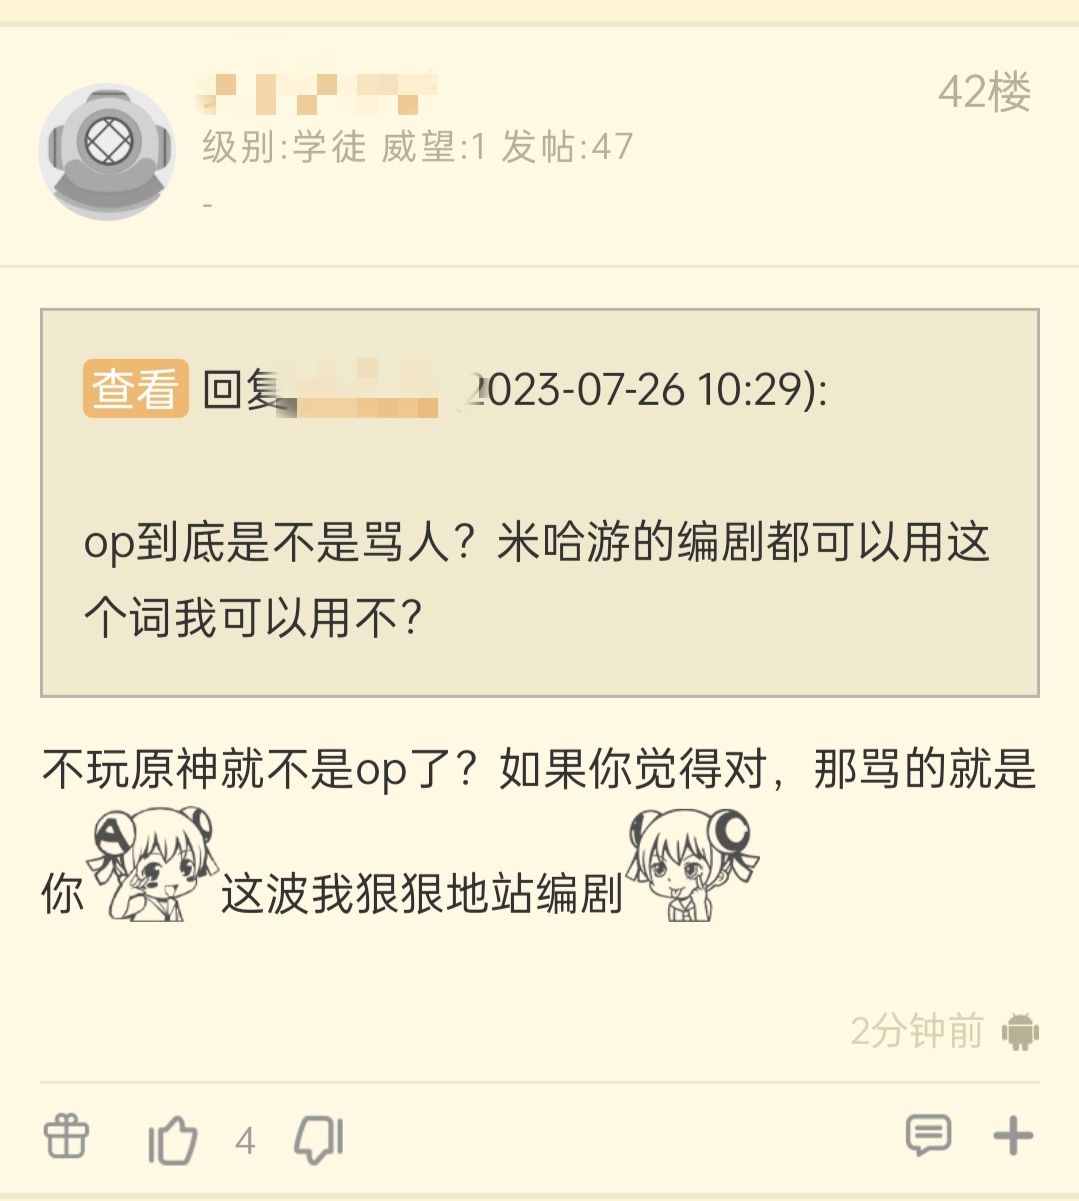 42楼
级别:学徒 威望:1 发帖:47
-
查看 回复 2023-07-26 10:29):
op到底是不是骂人？米哈游的编剧都可以用这
个词我可以用不？
不玩原神就不是op了？如果你觉得对，那骂的就是
你 这波我狠狠地站编剧
2分钟前
4